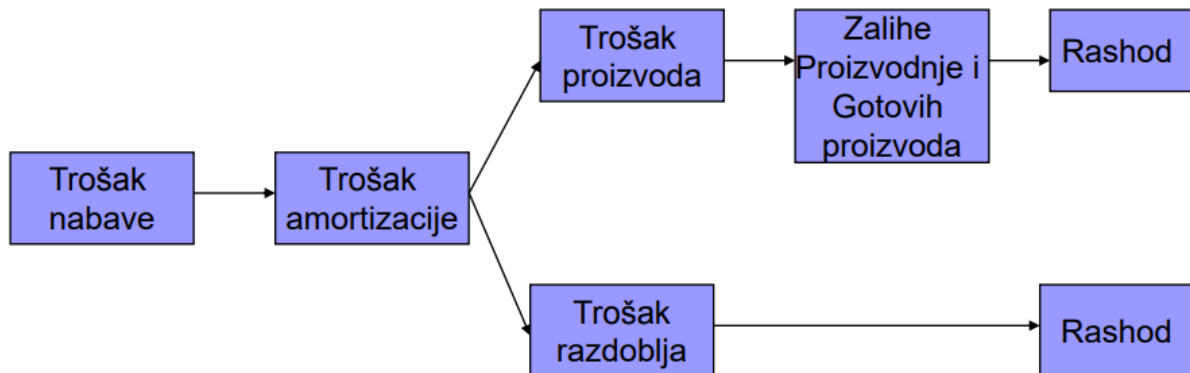 Trošak
nabave
Trošak
amortizacije
Trošak
proizvoda
Zalihe
Proizvodnje i
Gotovih
proizvoda
Rashod
Trošak
razdoblja
Rashod